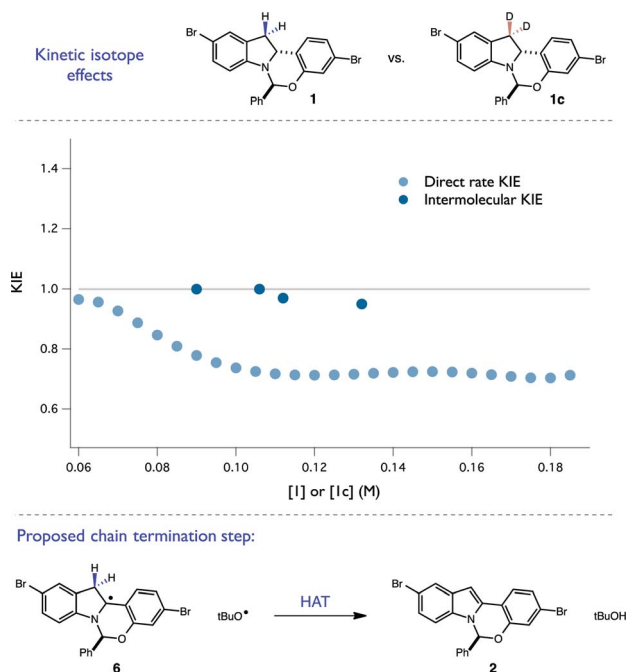 H
H
D
D
Br
Br
Br
Br
Kinetic isotope
effects
vs.
N
O
N
O
Ph
Ph
1
1c
1.4
1.2
1.0
0.8
0.6
KIE
Direct rate KIE
Intermolecular KIE
0.06
0.08
0.10
0.12
0.14
0.16
0.18
[1] or [1c] (M)
Proposed chain termination step:
H
H
Br
Br
Br
Br
tBuO•
HAT
tBuOH
N
O
N
O
Ph
Ph
6
2